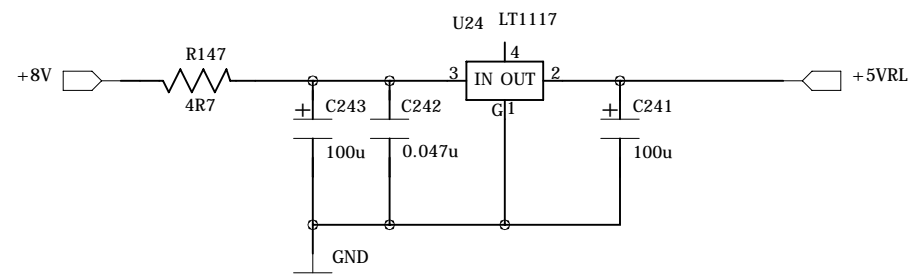 U24 LT1117
R147
4
+8V
3 IN OUT 2
+5VRL
4R7
G 1
+ C243
C242
+ C241
100u
0.047u
100u
GND